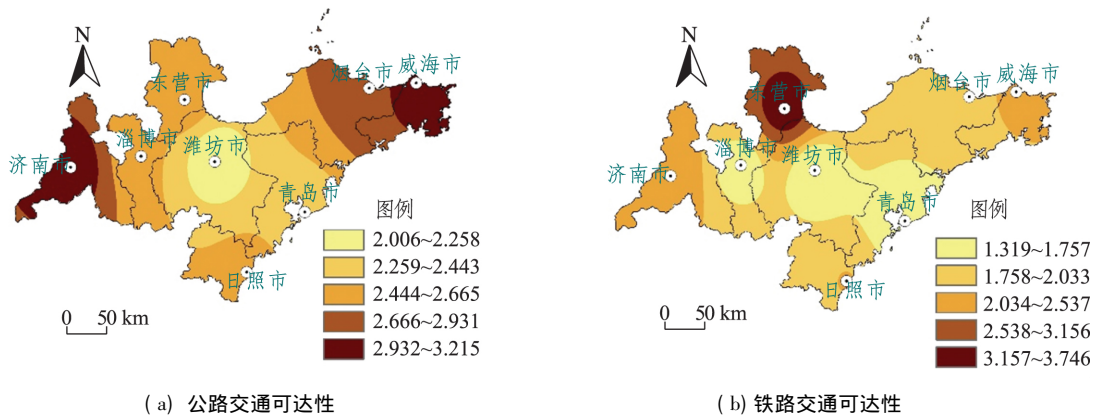 N
烟台市
威海市
东营市
淄博市
潍坊市
济南市
青岛市
日照市
图例
2.006~2.258
2.259~2.443
2.444~2.665
2.666~2.931
2.932~3.215
0 50 km
(a) 公路交通可达性
N
烟台市
威海市
东营市
淄博市
潍坊市
济南市
青岛市
日照市
图例
1.319~1.757
1.758~2.033
2.034~2.537
2.538~3.156
3.157~3.746
0 50 km
(b) 铁路交通可达性